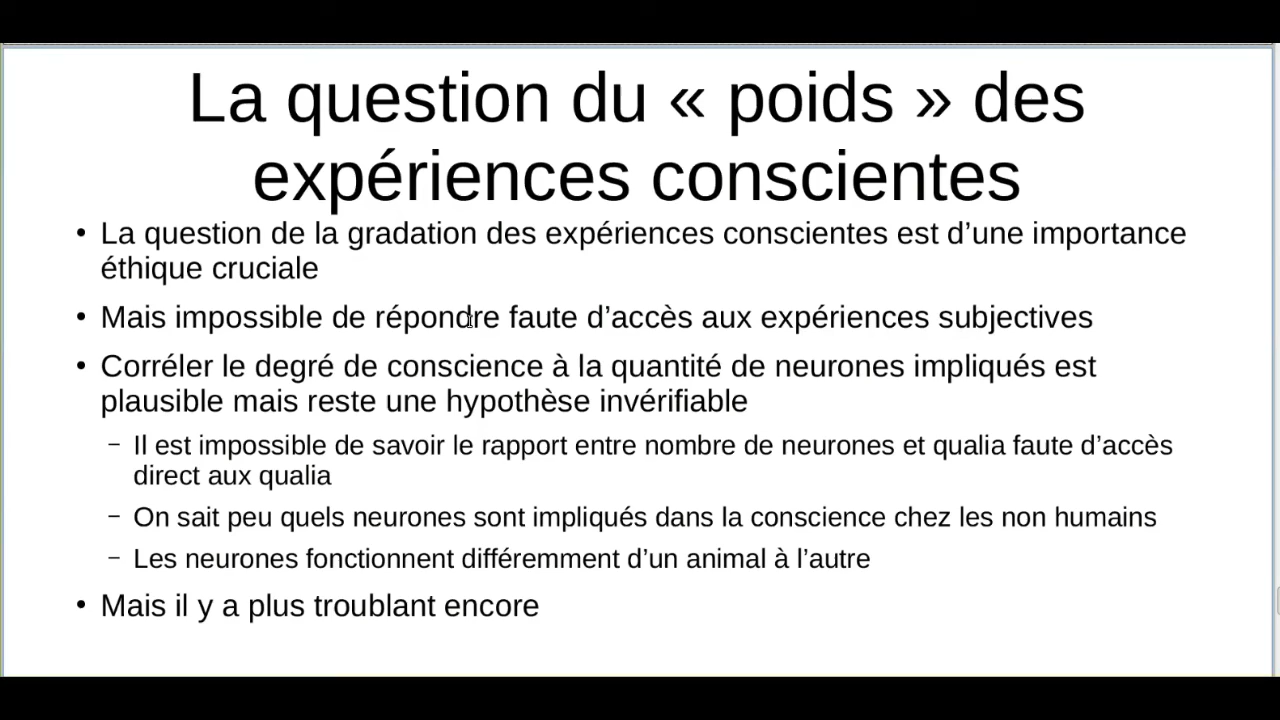 La question du « poids » des
expériences conscientes
• La question de la gradation des expériences conscientes est d’une importance
éthique cruciale
• Mais impossible de répondre faute d’accès aux expériences subjectives
• Corréler le degré de conscience à la quantité de neurones impliqués est
plausible mais reste une hypothèse invérifiable
– Il est impossible de savoir le rapport entre nombre de neurones et qualia faute d’accès
direct aux qualia
– On sait peu quels neurones sont impliqués dans la conscience chez les non humains
– Les neurones fonctionnent différemment d’un animal à l’autre
• Mais il y a plus troublant encore